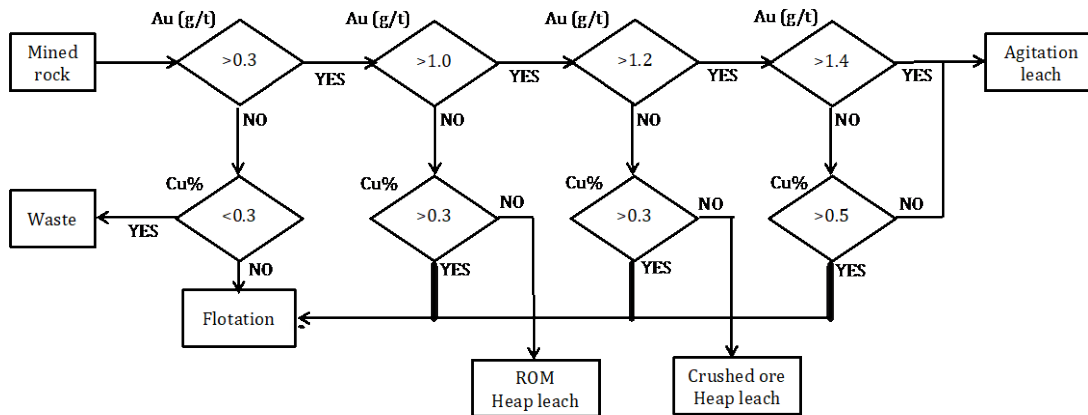 Au (g/t)
Au (g/t)
Au (g/t)
Au (g/t)
Mined
rock
>0.3
YES
>1.0
YES
>1.2
YES
>1.4
YES
Agitation
leach
NO
NO
NO
NO
Cu%
Cu%
Cu%
Cu%
Waste
YES
<0.3
>0.3
NO
>0.3
NO
>0.5
NO
NO
YES
YES
YES
Flotation
ROM
Heap leach
Crushed ore
Heap leach